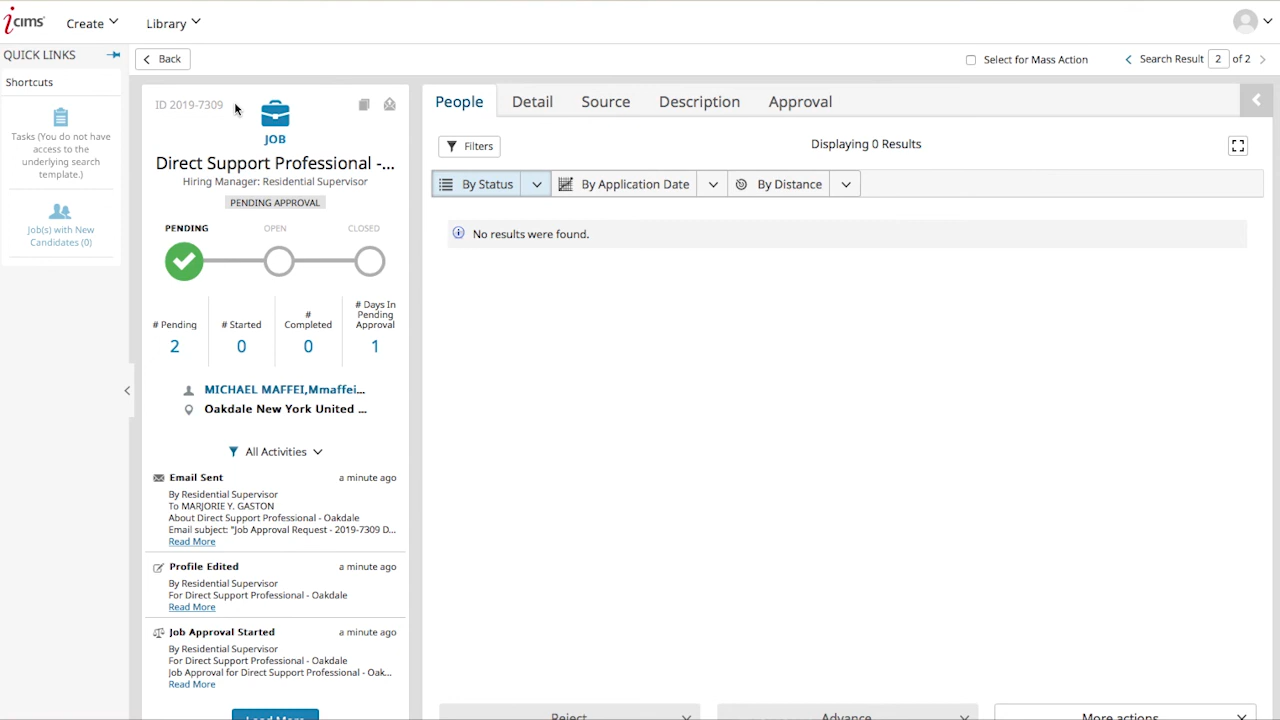 iCIMS
Create
Library
QUICK LINKS
Back
Select for Mass Action
Search Result 2 of 2
Shortcuts
Tasks (You do not have
access to the
underlying search
template.)
Job(s) with New
Candidates (0)
ID 2019-7309
JOB
Direct Support Professional -...
Hiring Manager: Residential Supervisor
PENDING APPROVAL
PENDING OPEN CLOSED
# Pending
2
# Started
0
#
Completed
0
# Days In
Pending
Approval
1
MICHAEL MAFFEI,Mmaffei...
Oakdale New York United ...
All Activities
Email Sent a minute ago
By Residential Supervisor
To MARJORIE Y. GASTON
About Direct Support Professional - Oakdale
Email subject: "Job Approval Request - 2019-7309 D...
Read More
Profile Edited a minute ago
By Residential Supervisor
For Direct Support Professional - Oakdale
Read More
Job Approval Started a minute ago
By Residential Supervisor
For Direct Support Professional - Oakdale
Job Approval for Direct Support Professional - Oak...
Read More
Load More
People Detail Source Description Approval
Filters
Displaying 0 Results
By Status By Application Date By Distance
No results were found.
Reject Advance More actions